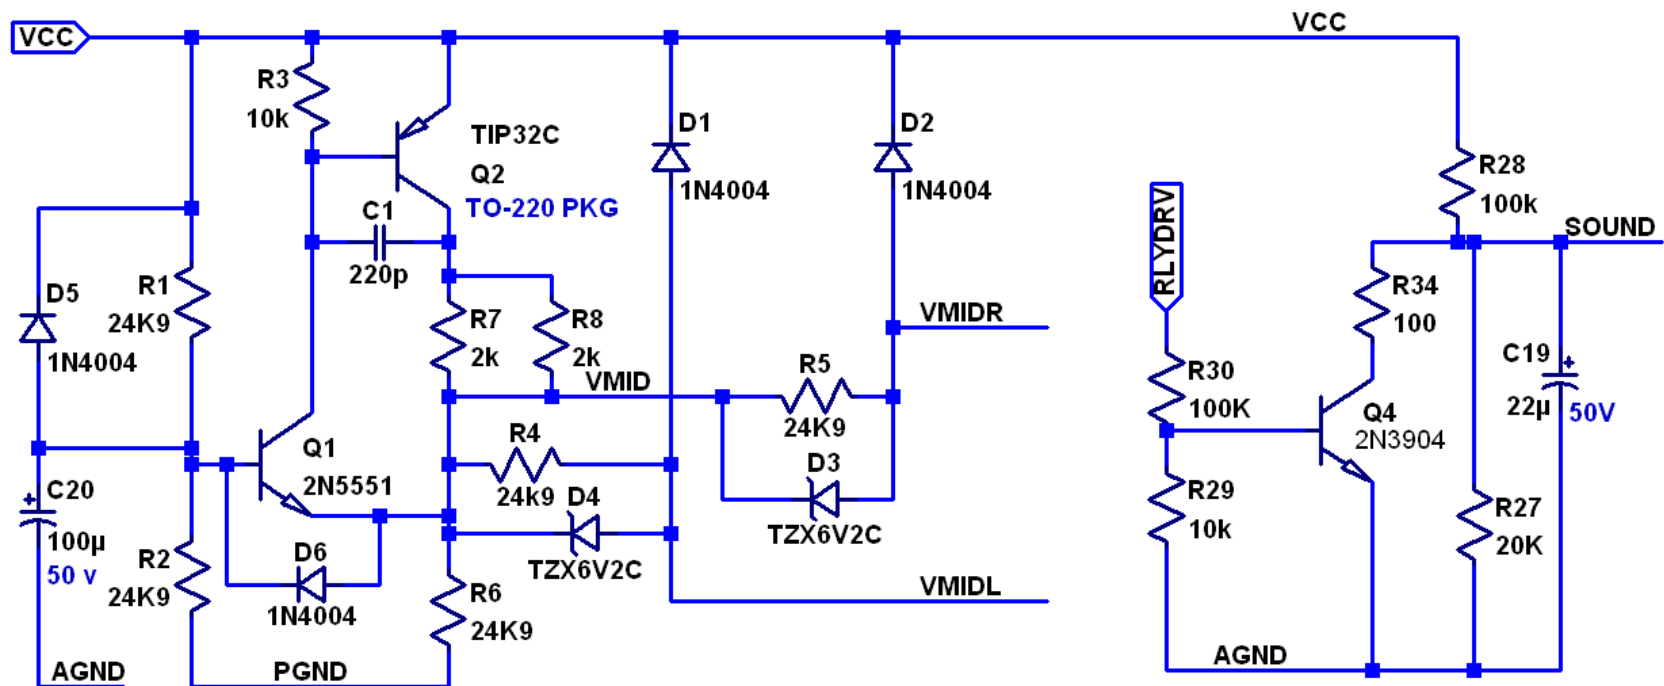 VCC
VCC
R3
10k
TIP32C
Q2
TO-220 PKG
C1
220p
D1
1N4004
D2
1N4004
R28
100k
SOUND
RLYDRV
R34
100
D5
1N4004
R1
24K9
R7
2k
R8
2k
VMID
VMIDR
R5
24K9
R30
100K
C19
22µ
50V
Q4
2N3904
Q1
2N5551
R4
24k9
D3
TZX6V2C
D4
TZX6V2C
C20
100µ
50 v
R29
10k
R27
20K
R2
24K9
D6
1N4004
R6
24K9
VMIDL
AGND
PGND
AGND